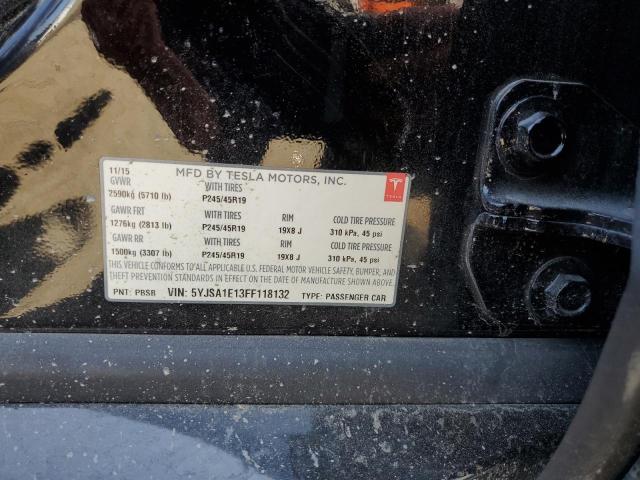 11/15 MFD BY TESLA MOTORS, INC.
GVWR WITH TIRES
2590kg (5710 lb) P245/45R19
GAWR FRT WITH TIRES RIM COLD TIRE PRESSURE
1276kg (2813 lb) P245/45R19 19X8 J 310 kPa, 45 psi
GAWR RR WITH TIRES RIM COLD TIRE PRESSURE
1500kg (3307 lb) P245/45R19 19X8 J 310 kPa, 45 psi
THIS VEHICLE CONFORMS TO ALL APPLICABLE U.S. FEDERAL MOTOR VEHICLE SAFETY, BUMPER, AND
THEFT PREVENTION STANDARDS IN EFFECT ON THE DATE OF MANUFACTURE SHOWN ABOVE.
PNT: PBSB VIN: 5YJSA1E13FF118132 TYPE: PASSENGER CAR
TESLA